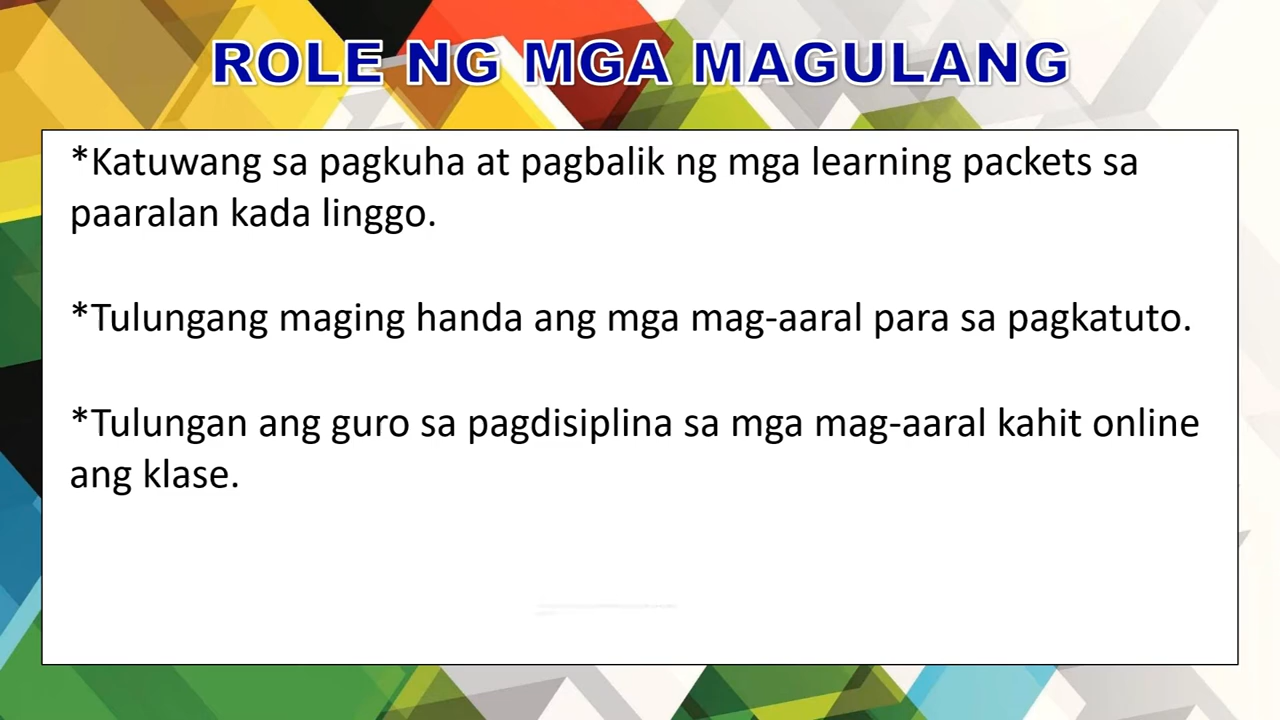 ROLE NG MGA MAGULANG
*Katuwang sa pagkuha at pagbalik ng mga learning packets sa
paaralan kada linggo.
*Tulungang maging handa ang mga mag-aaral para sa pagkatuto.
*Tulungan ang guro sa pagdisiplina sa mga mag-aaral kahit online
ang klase.